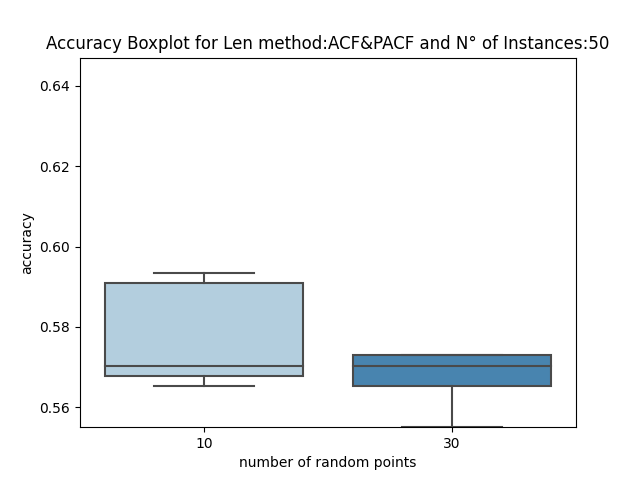 Accuracy Boxplot for Len method:ACF&PACF and N° of Instances:50
0.64
0.62
0.60
0.58
0.56
accuracy
10
30
number of random points